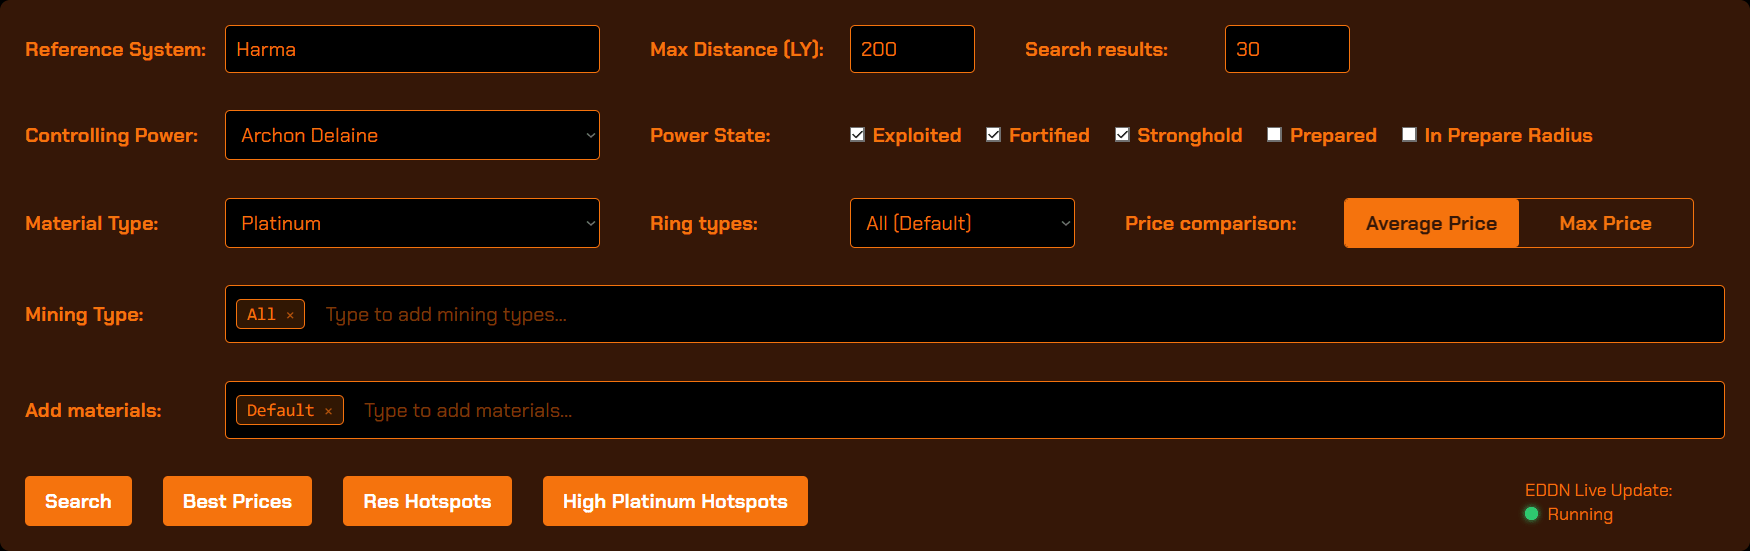 Reference System: Harma Max Distance (LY): 200 Search results: 30
Controlling Power: Archon Delaine Power State: Exploited Fortified Stronghold Prepared In Prepare Radius
Material Type: Platinum Ring types: All (Default) Price comparison: Average Price Max Price
Mining Type: All × Type to add mining types...
Add materials: Default × Type to add materials...
Search Best Prices Res Hotspots High Platinum Hotspots
EDDN Live Update:
Running